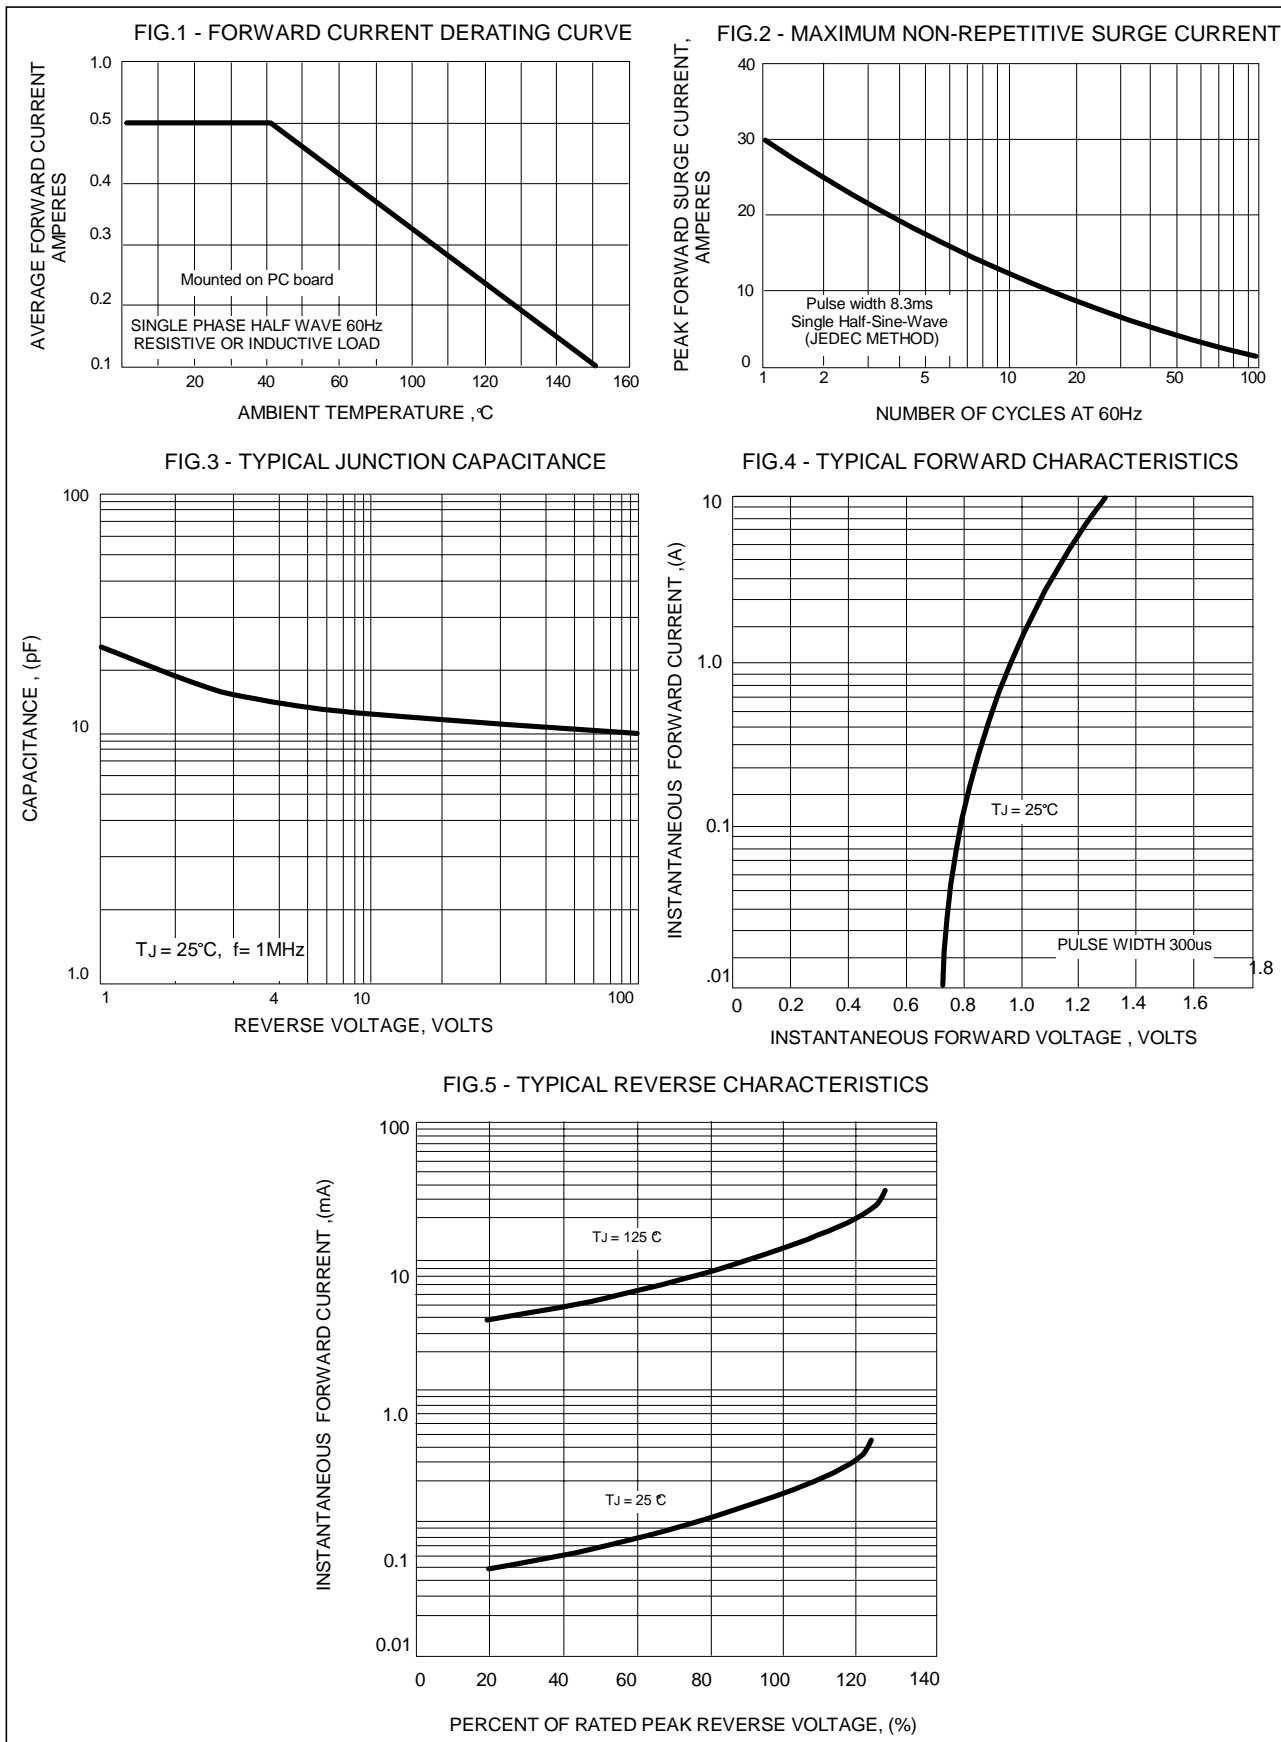 FIG.1 - FORWARD CURRENT DERATING CURVE
AVERAGE FORWARD CURRENT
AMPERES
1.0
0.5
0.4
0.3
0.2
0.1
Mounted on PC board
SINGLE PHASE HALF WAVE 60Hz
RESISTIVE OR INDUCTIVE LOAD
20 40 60 100 120 140 160
AMBIENT TEMPERATURE ,°C
FIG.2 - MAXIMUM NON-REPETITIVE SURGE CURRENT
PEAK FORWARD SURGE CURRENT,
AMPERES
40
30
20
10
0
Pulse width 8.3ms
Single Half-Sine-Wave
(JEDEC METHOD)
1 2 5 10 20 50 100
NUMBER OF CYCLES AT 60Hz
FIG.3 - TYPICAL JUNCTION CAPACITANCE
CAPACITANCE , (pF)
100
10
1.0
TJ = 25°C, f= 1MHz
1 4 10 100
REVERSE VOLTAGE, VOLTS
FIG.4 - TYPICAL FORWARD CHARACTERISTICS
INSTANTANEOUS FORWARD CURRENT ,(A)
10
1.0
0.1
.01
TJ = 25°C
PULSE WIDTH 300us
0 0.2 0.4 0.6 0.8 1.0 1.2 1.4 1.6 1.8
INSTANTANEOUS FORWARD VOLTAGE , VOLTS
FIG.5 - TYPICAL REVERSE CHARACTERISTICS
INSTANTANEOUS FORWARD CURRENT ,(mA)
100
10
1.0
0.1
0.01
TJ = 125 °C
TJ = 25 °C
0 20 40 60 80 100 120 140
PERCENT OF RATED PEAK REVERSE VOLTAGE, (%)